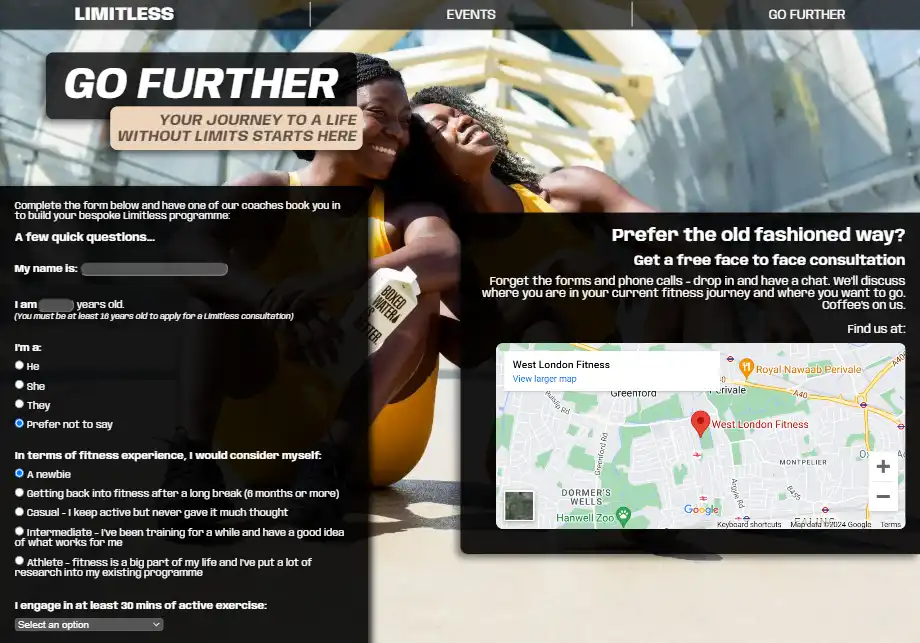 LIMITLESS
EVENTS
GO FURTHER
GO FURTHER
YOUR JOURNEY TO A LIFE
WITHOUT LIMITS STARTS HERE
Complete the form below and have one of our coaches book you in
to build your bespoke Limitless programme:
A few quick questions...
My name is:
I am years old.
(You must be at least 16 years old to apply for a Limitless consultation)
I'm a:
He
She
They
Prefer not to say
In terms of fitness experience, I would consider myself:
A newbie
Getting back into fitness after a long break (6 months or more)
Casual - I keep active but never gave it much thought
Intermediate - I've been training for a while and have a good idea
of what works for me
Athlete - fitness is a big part of my life and I've put a lot of
research into my existing programme
I engage in at least 30 mins of active exercise:
Select an option
BOXED
WATER
IS
BETTER.
Prefer the old fashioned way?
Get a free face to face consultation
Forget the forms and phone calls - drop in and have a chat. We'll discuss
where you are in your current fitness journey and where you want to go.
Coffee's on us.
Find us at:
West London Fitness
View larger map
Royal Nawaab Perivale
A40
A40
Greenford
Perivale
West London Fitness
Greenford Rd
MONTPELIER
DORMER'S
WELLS
Argyle Rd
Hanwell Zoo
Google
Keyboard shortcuts
Map data ©2024 Google
Terms